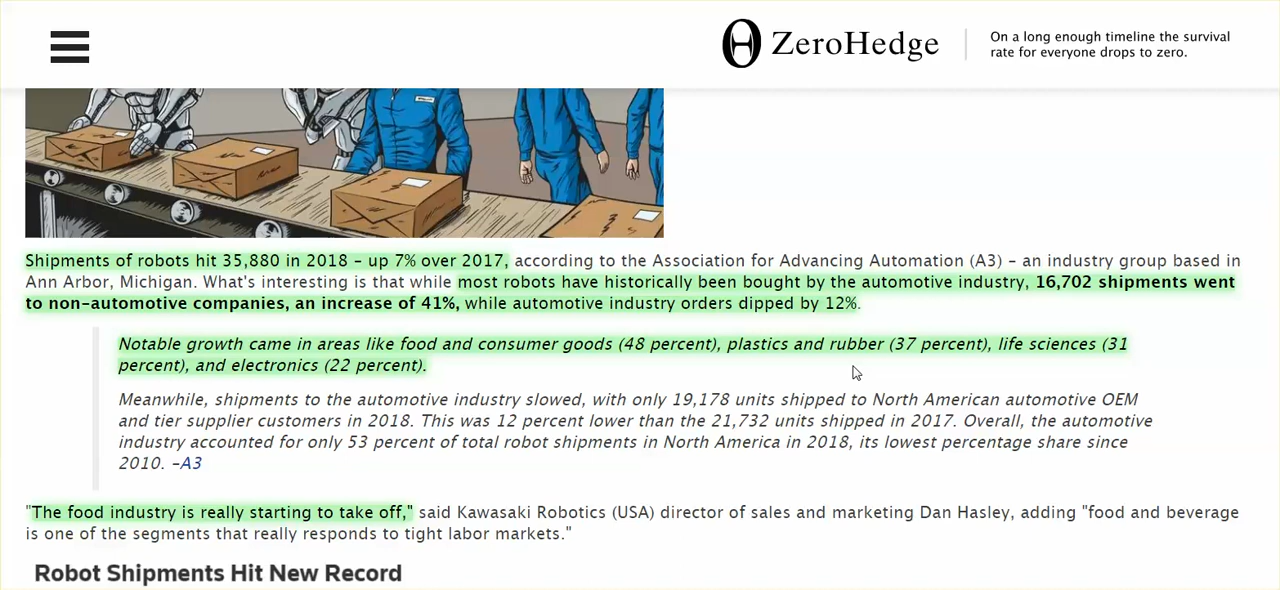 ZeroHedge
On a long enough timeline the survival
rate for everyone drops to zero.
Shipments of robots hit 35,880 in 2018 – up 7% over 2017, according to the Association for Advancing Automation (A3) – an industry group based in
Ann Arbor, Michigan. What's interesting is that while most robots have historically been bought by the automotive industry, 16,702 shipments went
to non-automotive companies, an increase of 41%, while automotive industry orders dipped by 12%.
Notable growth came in areas like food and consumer goods (48 percent), plastics and rubber (37 percent), life sciences (31
percent), and electronics (22 percent).
Meanwhile, shipments to the automotive industry slowed, with only 19,178 units shipped to North American automotive OEM
and tier supplier customers in 2018. This was 12 percent lower than the 21,732 units shipped in 2017. Overall, the automotive
industry accounted for only 53 percent of total robot shipments in North America in 2018, its lowest percentage share since
2010. –A3
"The food industry is really starting to take off," said Kawasaki Robotics (USA) director of sales and marketing Dan Hasley, adding "food and beverage
is one of the segments that really responds to tight labor markets."
Robot Shipments Hit New Record